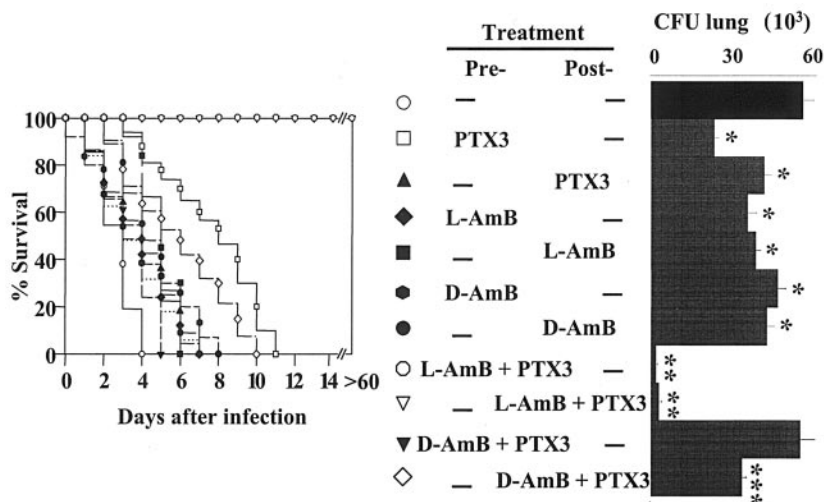 Treatment
Pre- Post-
CFU lung (10³)
0 30 60
— —
PTX3 —
— PTX3
L-AmB —
— L-AmB
D-AmB —
— D-AmB
L-AmB + PTX3 —
— L-AmB + PTX3
D-AmB + PTX3 —
— D-AmB + PTX3
*
*
*
*
*
*
**
**
***
% Survival
100
80
60
40
20
0
0 2 4 6 8 10 12 14 >60
Days after infection